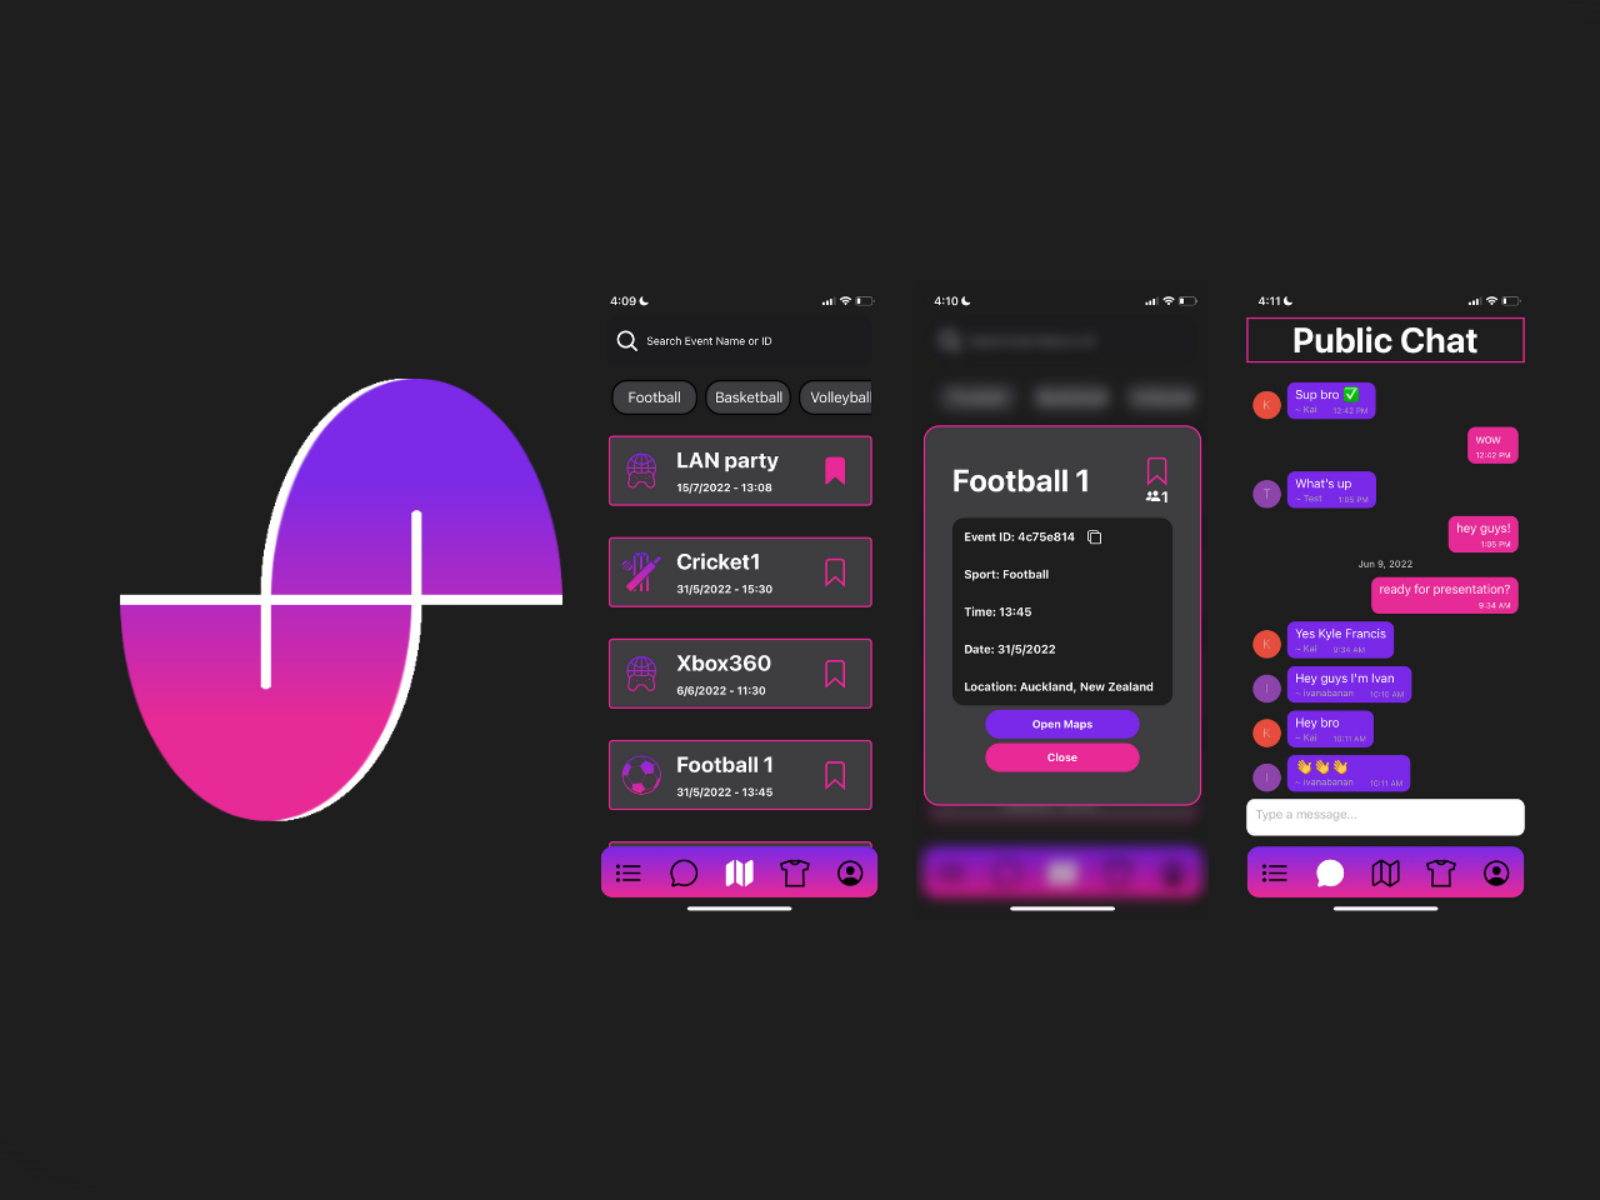 4:09
Search Event Name or ID
Football
Basketball
Volleyball
LAN party
15/7/2022 - 13:08
Cricket1
31/5/2022 - 15:30
Xbox360
6/6/2022 - 11:30
Football 1
31/5/2022 - 13:45
4:10
Football 1
1
Event ID: 4c75e814
Sport: Football
Time: 13:45
Date: 31/5/2022
Location: Auckland, New Zealand
Open Maps
Close
4:11
Public Chat
K
Sup bro ✅
~ Kai 12:42 PM
wow
12:42 PM
T
What's up
~ Test 1:05 PM
hey guys!
1:05 PM
Jun 9, 2022
ready for presentation?
9:34 AM
K
Yes Kyle Francis
~ Kai 9:34 AM
I
Hey guys I'm Ivan
~ ivanabanan 10:10 AM
K
Hey bro
~ Kai 10:11 AM
I
👋👋👋
~ ivanabanan 10:11 AM
Type a message...